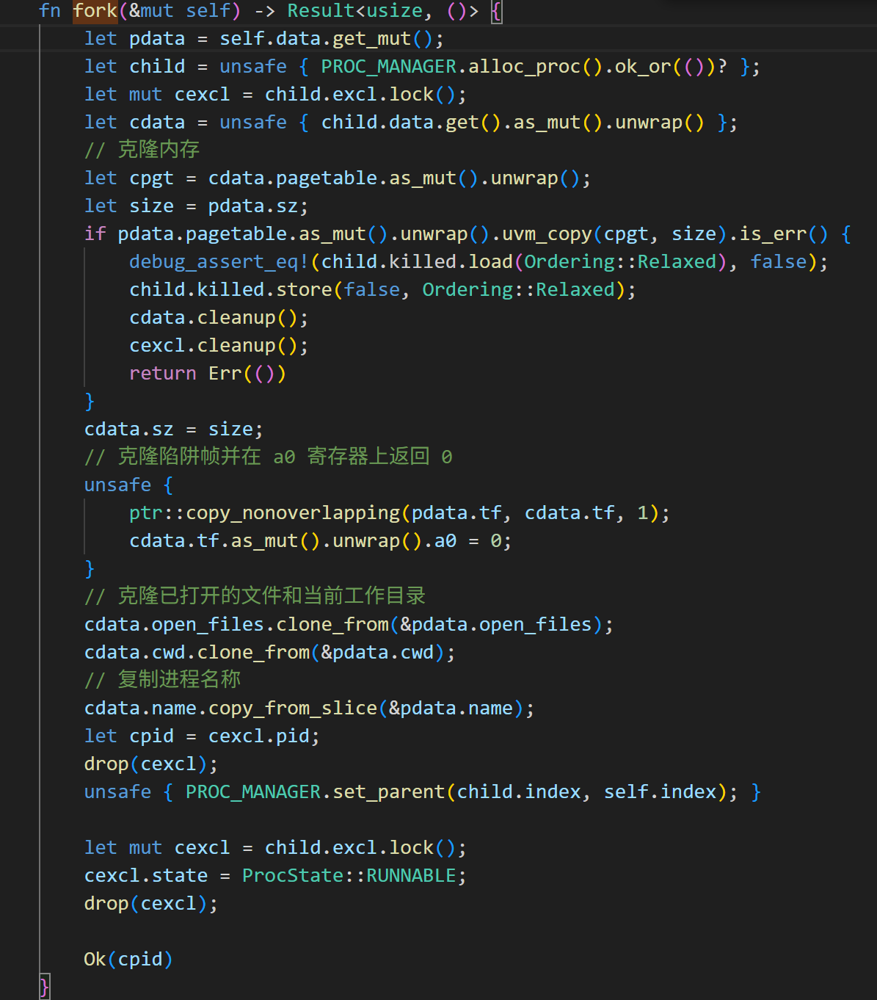 fn fork(&mut self) -> Result<usize, ()> {
    let pdata = self.data.get_mut();
    let child = unsafe { PROC_MANAGER.alloc_proc().ok_or(())? };
    let mut cexcl = child.excl.lock();
    let cdata = unsafe { child.data.get().as_mut().unwrap() };
    // 克隆内存
    let cpgt = cdata.pagetable.as_mut().unwrap();
    let size = pdata.sz;
    if pdata.pagetable.as_mut().unwrap().uvm_copy(cpgt, size).is_err() {
        debug_assert_eq!(child.killed.load(Ordering::Relaxed), false);
        child.killed.store(false, Ordering::Relaxed);
        cdata.cleanup();
        cexcl.cleanup();
        return Err(())
    }
    cdata.sz = size;
    // 克隆陷阱帧并在 a0 寄存器上返回 0
    unsafe {
        ptr::copy_nonoverlapping(pdata.tf, cdata.tf, 1);
        cdata.tf.as_mut().unwrap().a0 = 0;
    }
    // 克隆已打开的文件和当前工作目录
    cdata.open_files.clone_from(&pdata.open_files);
    cdata.cwd.clone_from(&pdata.cwd);
    // 复制进程名称
    cdata.name.copy_from_slice(&pdata.name);
    let cpid = cexcl.pid;
    drop(cexcl);
    unsafe { PROC_MANAGER.set_parent(child.index, self.index); }

    let mut cexcl = child.excl.lock();
    cexcl.state = ProcState::RUNNABLE;
    drop(cexcl);

    Ok(cpid)
}